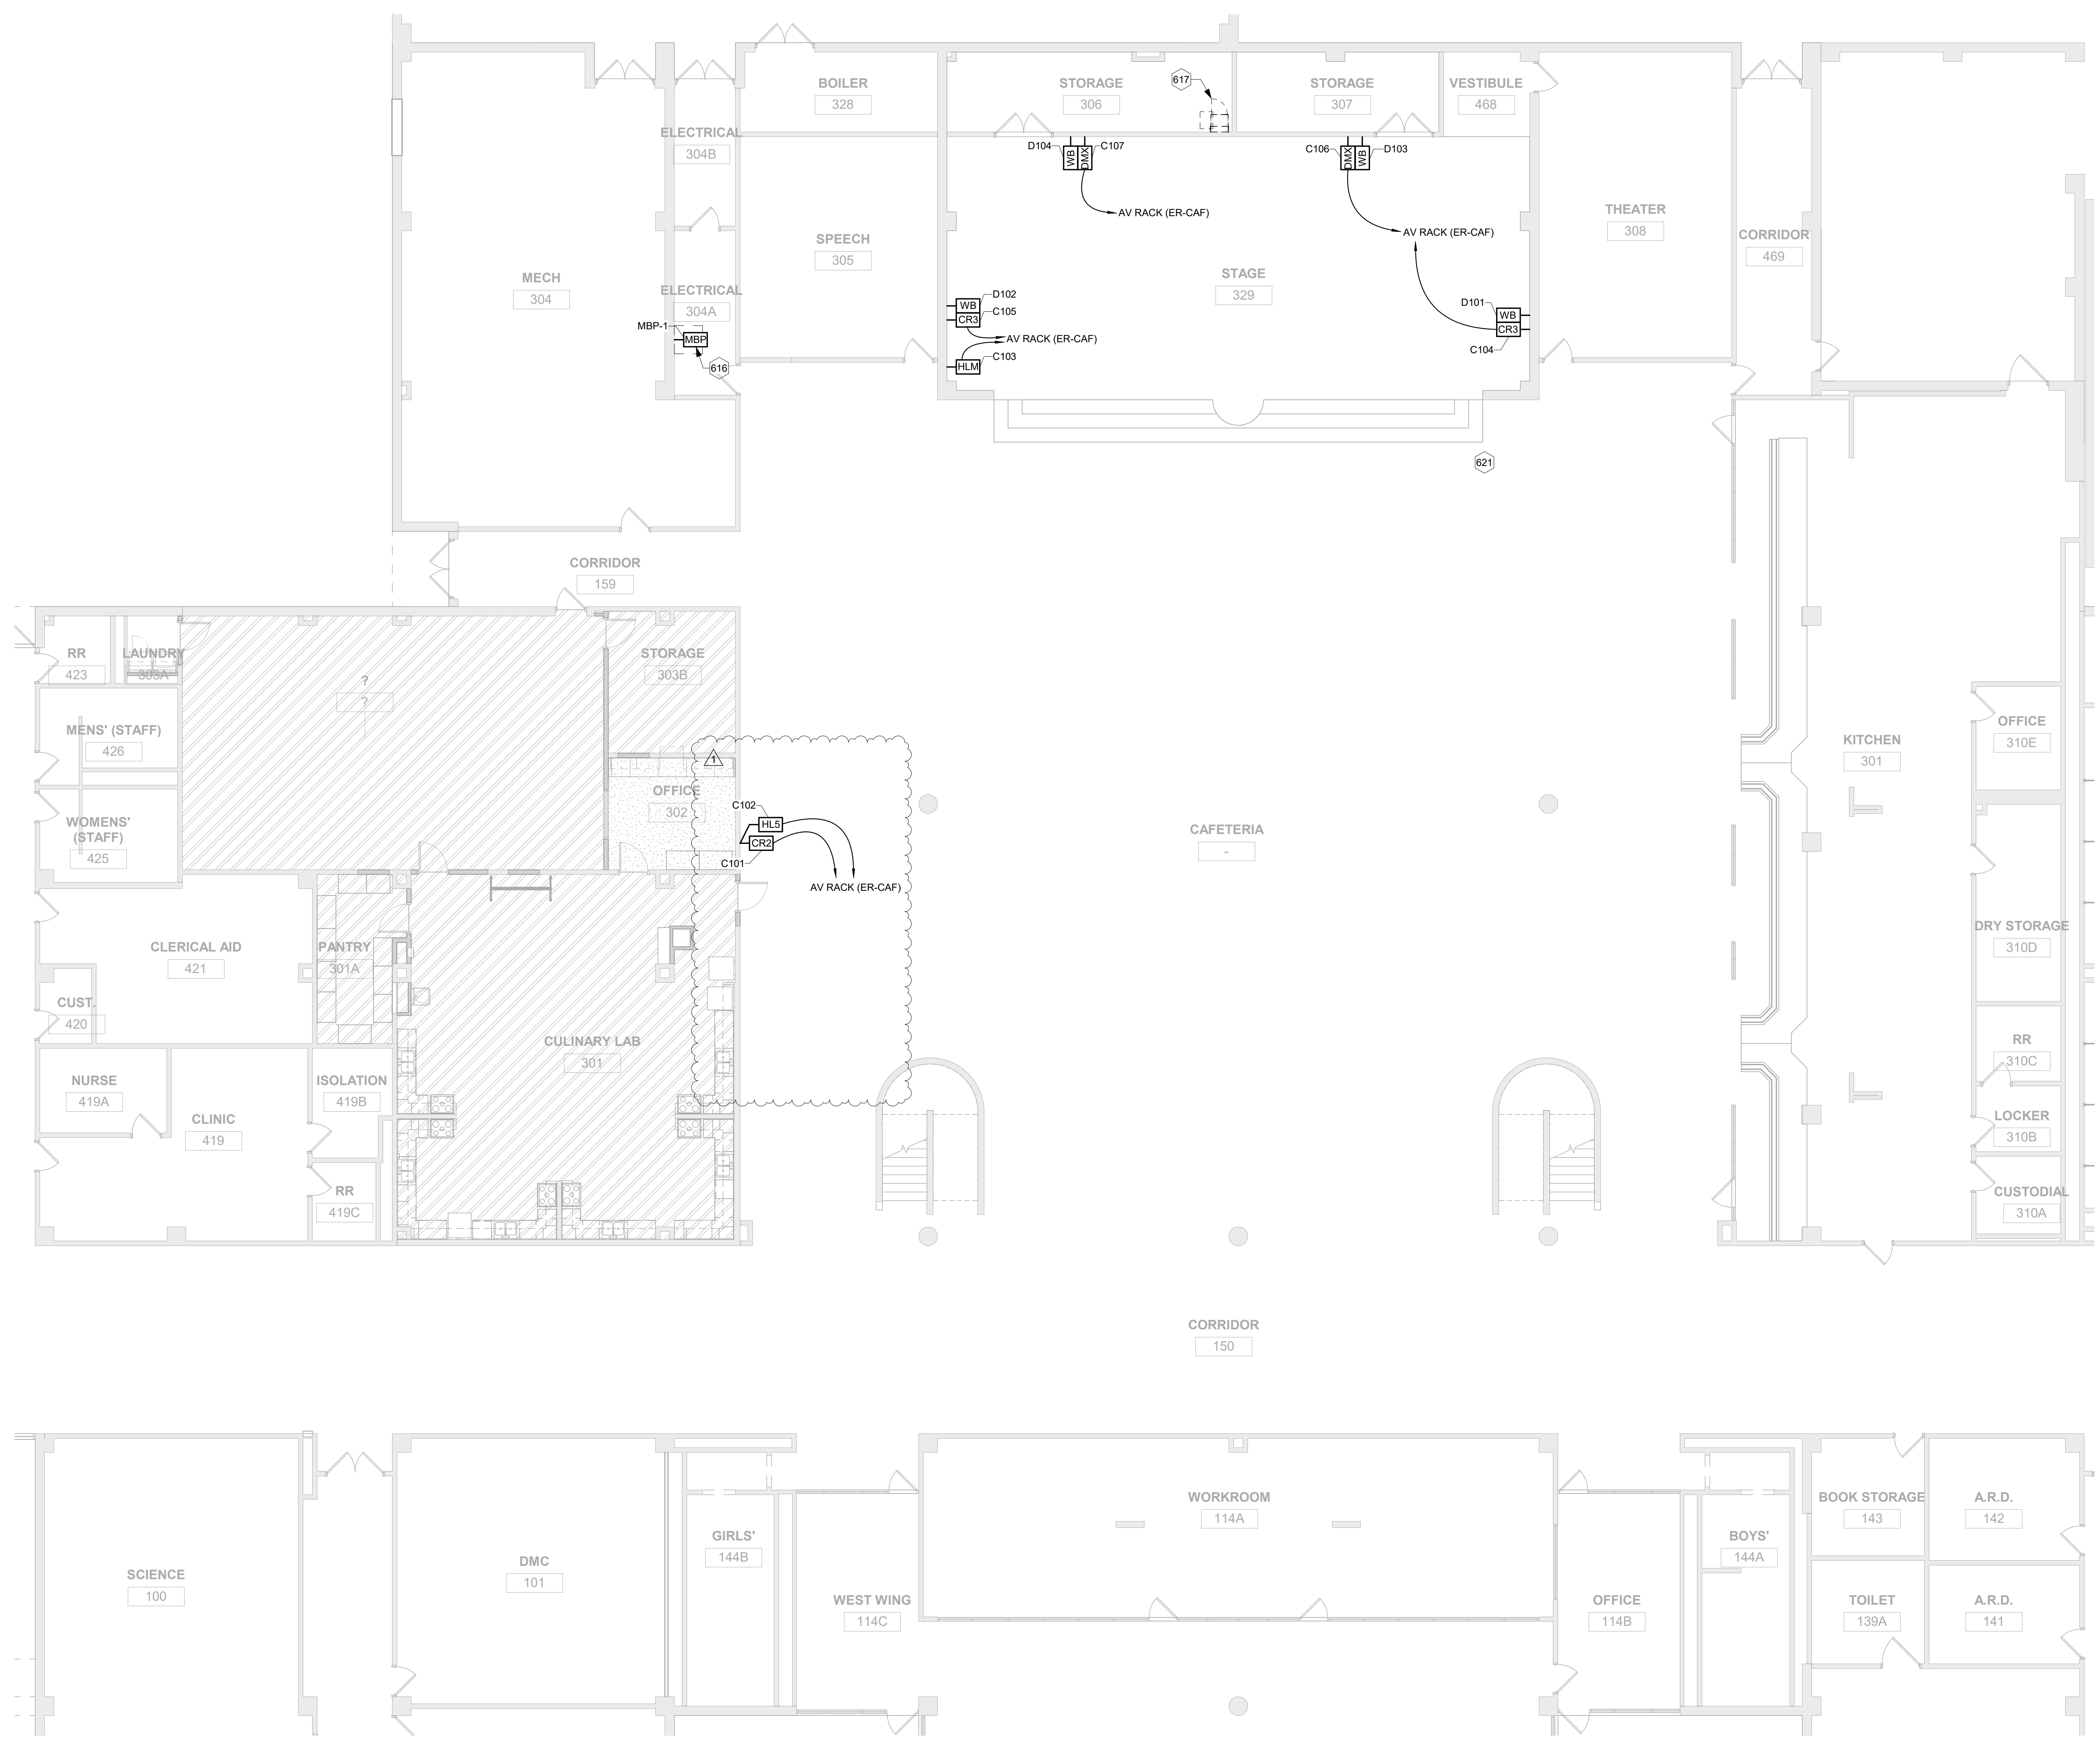 617
BOILER
328
STORAGE
306
STORAGE
307
VESTIBULE
468
ELECTRICAL
304B
D104
WB
DMX
C107
C106
DMX
WB
D103
AV RACK (ER-CAF)
AV RACK (ER-CAF)
THEATER
308
CORRIDOR
469
SPEECH
305
MECH
304
STAGE
329
ELECTRICAL
304A
MBP-1
MBP
616
D102
WB
CR3
C105
AV RACK (ER-CAF)
HLM
C103
D101
WB
CR3
C104
621
CORRIDOR
159
RR
423
LAUNDRY
303A
?
?
STORAGE
303B
MENS' (STAFF)
426
OFFICE
310E
KITCHEN
301
1
OFFICE
302
WOMENS'
(STAFF)
425
C102
HL5
CR2
C101
AV RACK (ER-CAF)
CAFETERIA
-
CLERICAL AID
421
PANTRY
301A
DRY STORAGE
310D
CUST.
420
CULINARY LAB
301
RR
310C
NURSE
419A
ISOLATION
419B
CLINIC
419
LOCKER
310B
RR
419C
CUSTODIAL
310A
CORRIDOR
150
WORKROOM
114A
BOOK STORAGE
143
A.R.D.
142
GIRLS'
144B
BOYS'
144A
DMC
101
SCIENCE
100
WEST WING
114C
OFFICE
114B
TOILET
139A
A.R.D.
141